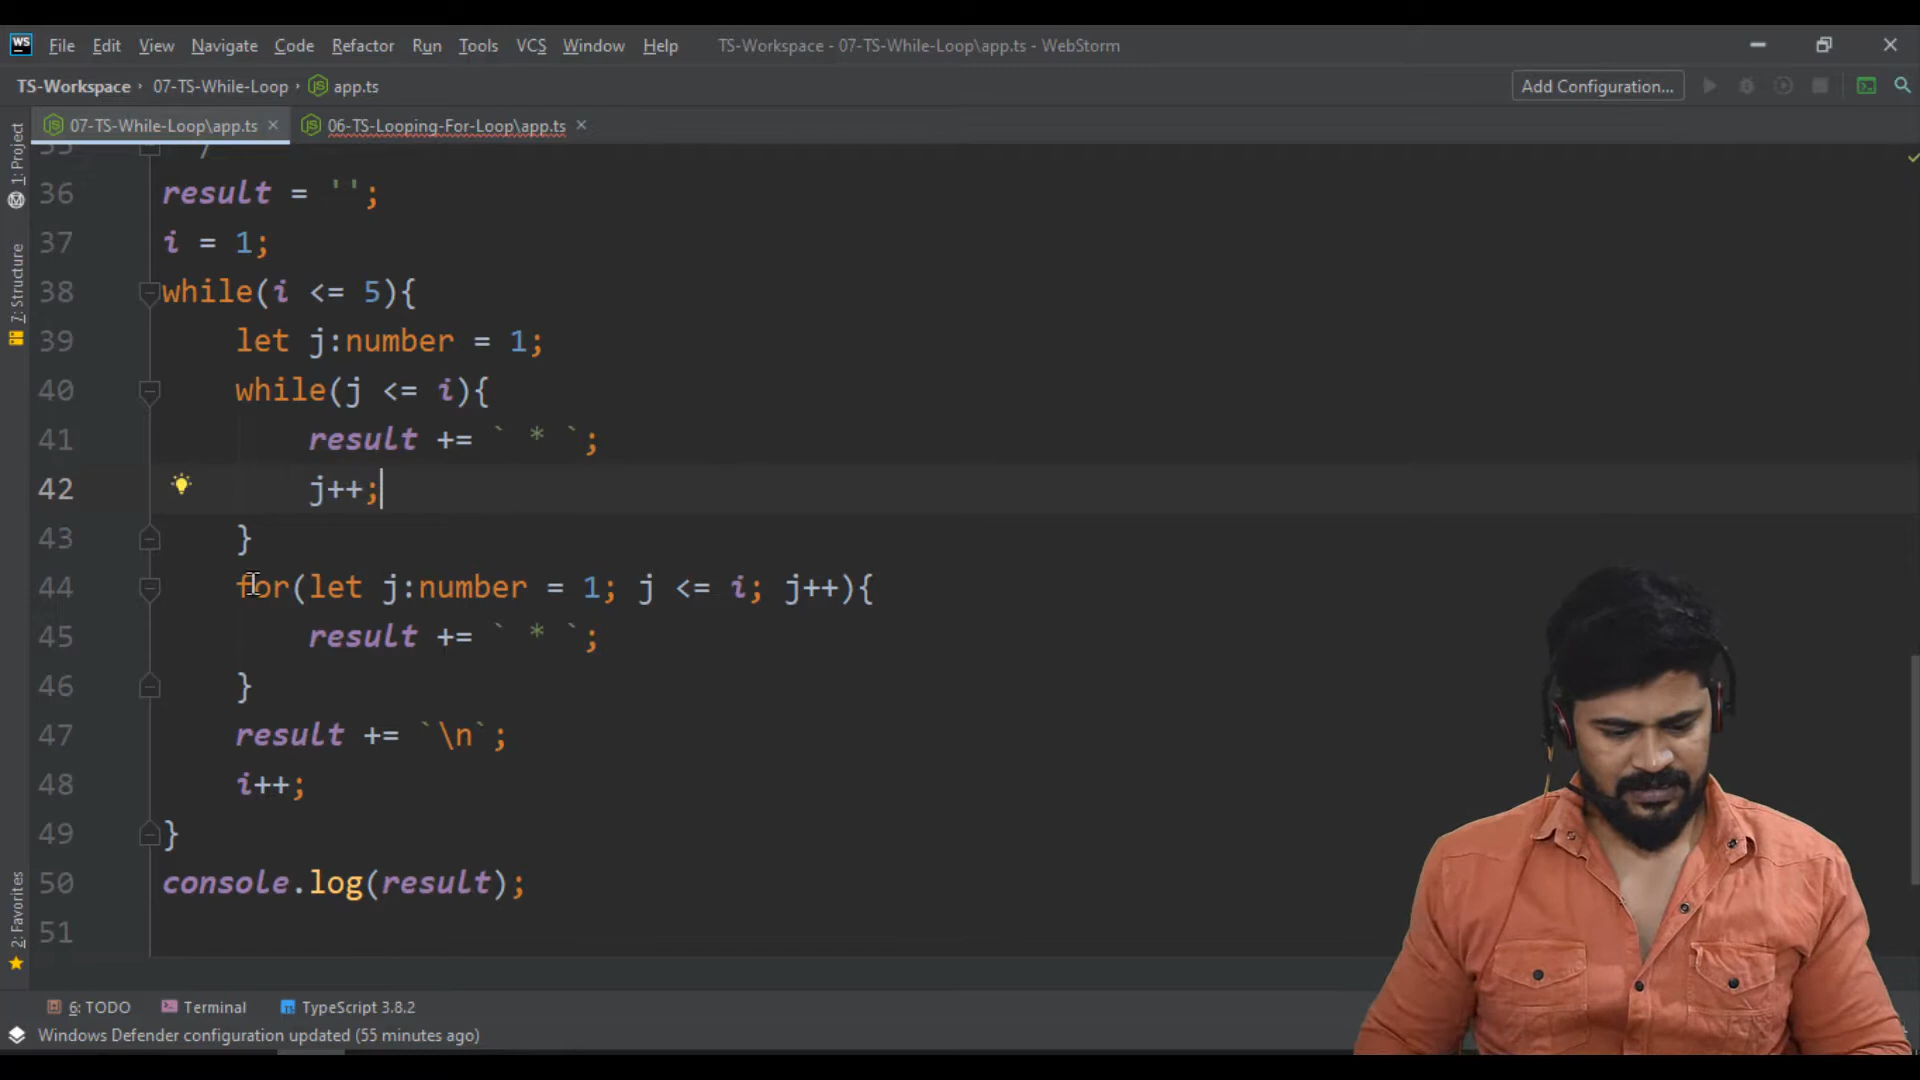 WS File Edit View Navigate Code Refactor Run Tools VCS Window Help TS-Workspace - 07-TS-While-Loop\app.ts - WebStorm
TS-Workspace 07-TS-While-Loop app.ts Add Configuration...
07-TS-While-Loop\app.ts 06-TS-Looping-For-Loop\app.ts
1: Project
7: Structure
2: Favorites
36 result = '';
37 i = 1;
38 while(i <= 5){
39 let j:number = 1;
40 while(j <= i){
41 result += ` * `;
42 j++;
43 }
44 for(let j:number = 1; j <= i; j++){
45 result += ` * `;
46 }
47 result += `\n`;
48 i++;
49 }
50 console.log(result);
51
6: TODO Terminal TypeScript 3.8.2
Windows Defender configuration updated (55 minutes ago)